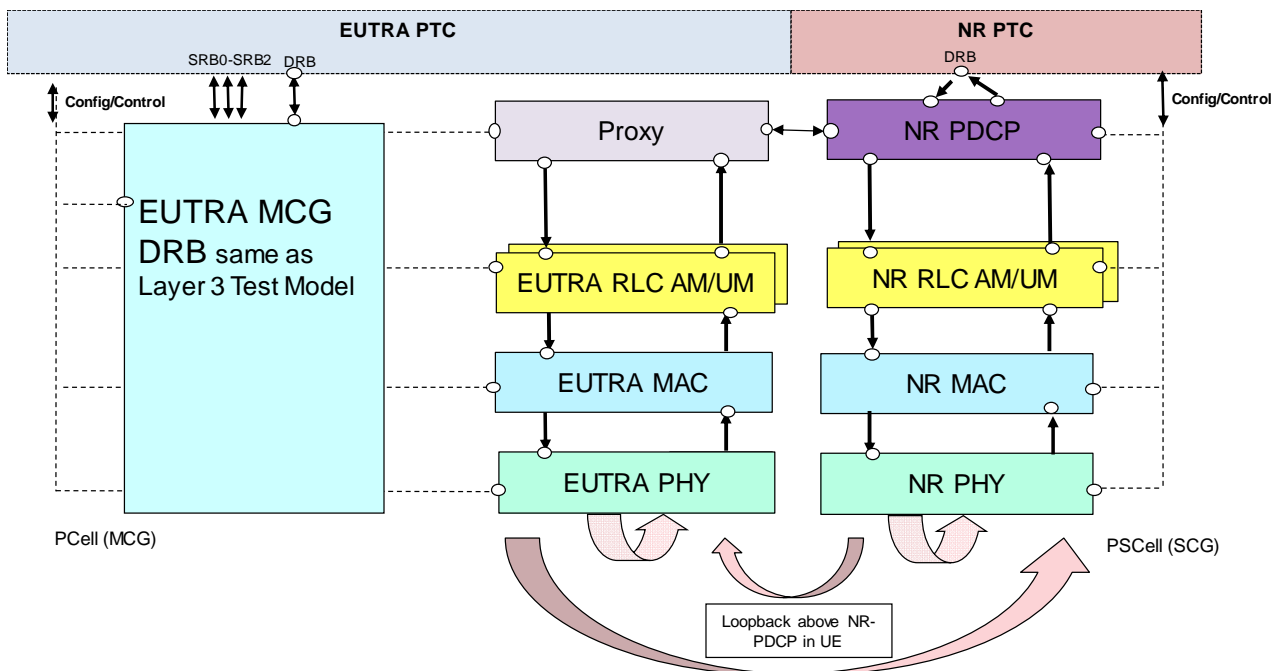 EUTRA PTC
NR PTC
SRB0-SRB2
DRB
DRB
Config/Control
Config/Control
Proxy
NR PDCP
EUTRA MCG
DRB same as
Layer 3 Test Model
EUTRA RLC AM/UM
NR RLC AM/UM
EUTRA MAC
NR MAC
EUTRA PHY
NR PHY
PCell (MCG)
PSCell (SCG)
Loopback above NR-
PDCP in UE